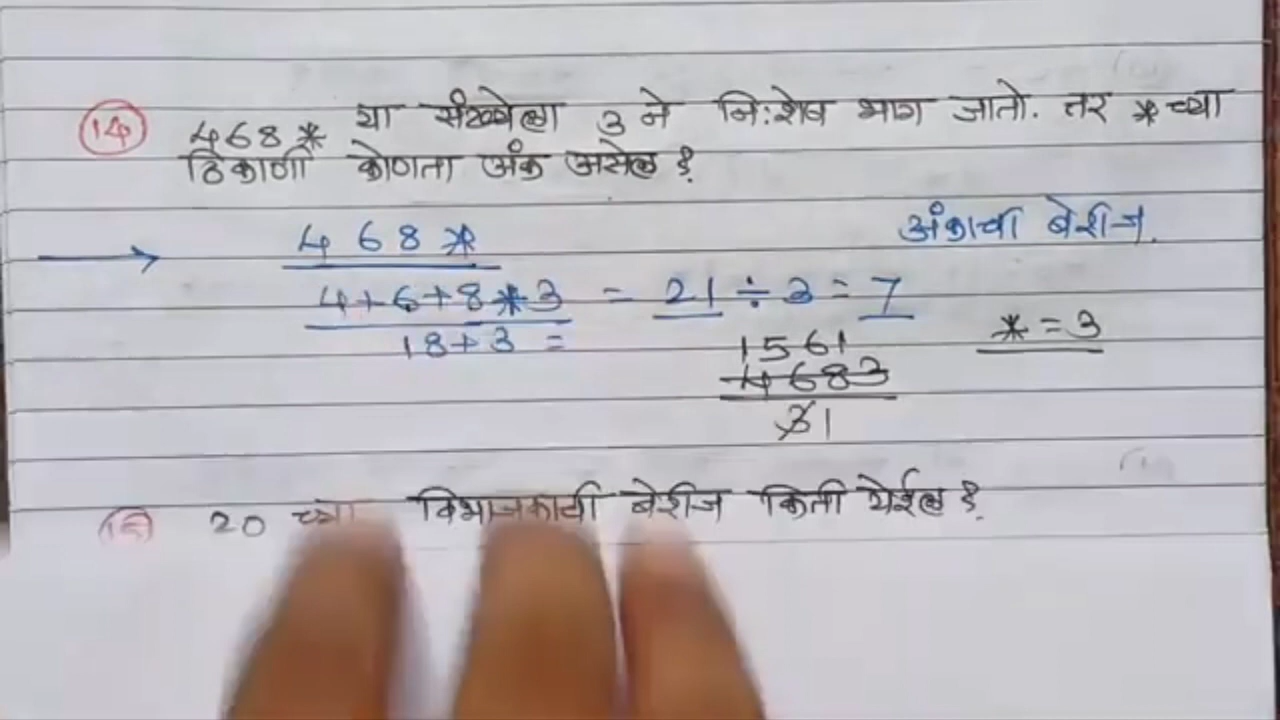 14 468* या संख्येला 3 ने नि:शेष भाग जातो. तर * च्या
ठिकाणी कोणता अंक असेल ?
468*
अंकाची बेरीज.
4+6+8*3 = 21 ÷ 3 = 7
18+3 =
1561
* = 3
4683
31
15 20 च्या विभाजकाची बेरीज किती येईल ?